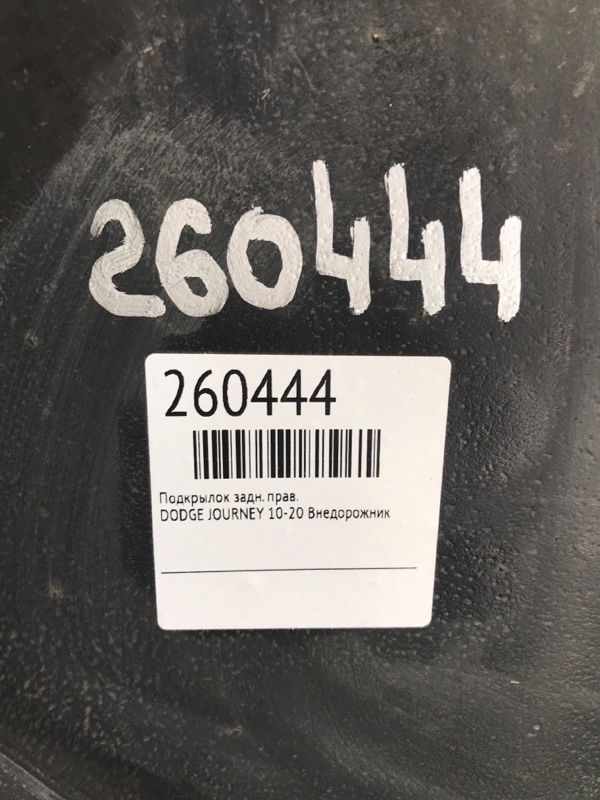 260444
260444
Подкрылок задн. прав.
DODGE JOURNEY 10-20 Внедорожник